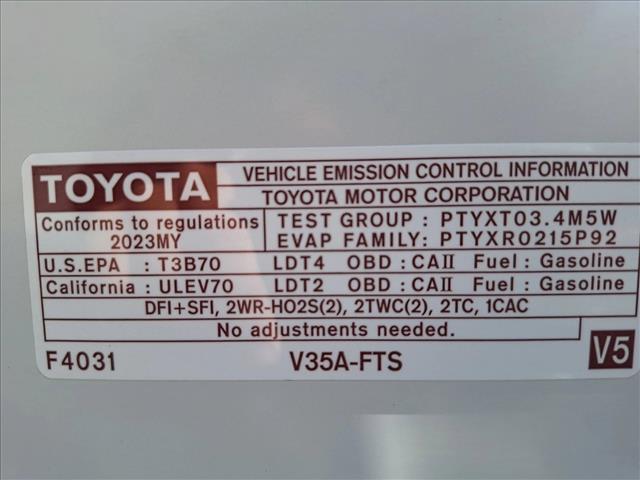 TOYOTA
VEHICLE EMISSION CONTROL INFORMATION
TOYOTA MOTOR CORPORATION
Conforms to regulations
2023MY
TEST GROUP : PTYXT03.4M5W
EVAP FAMILY: PTYXR0215P92
U.S.EPA : T3B70 LDT4 OBD : CAII Fuel : Gasoline
California : ULEV70 LDT2 OBD : CAII Fuel : Gasoline
DFI+SFI, 2WR-HO2S(2), 2TWC(2), 2TC, 1CAC
No adjustments needed.
F4031 V35A-FTS V5